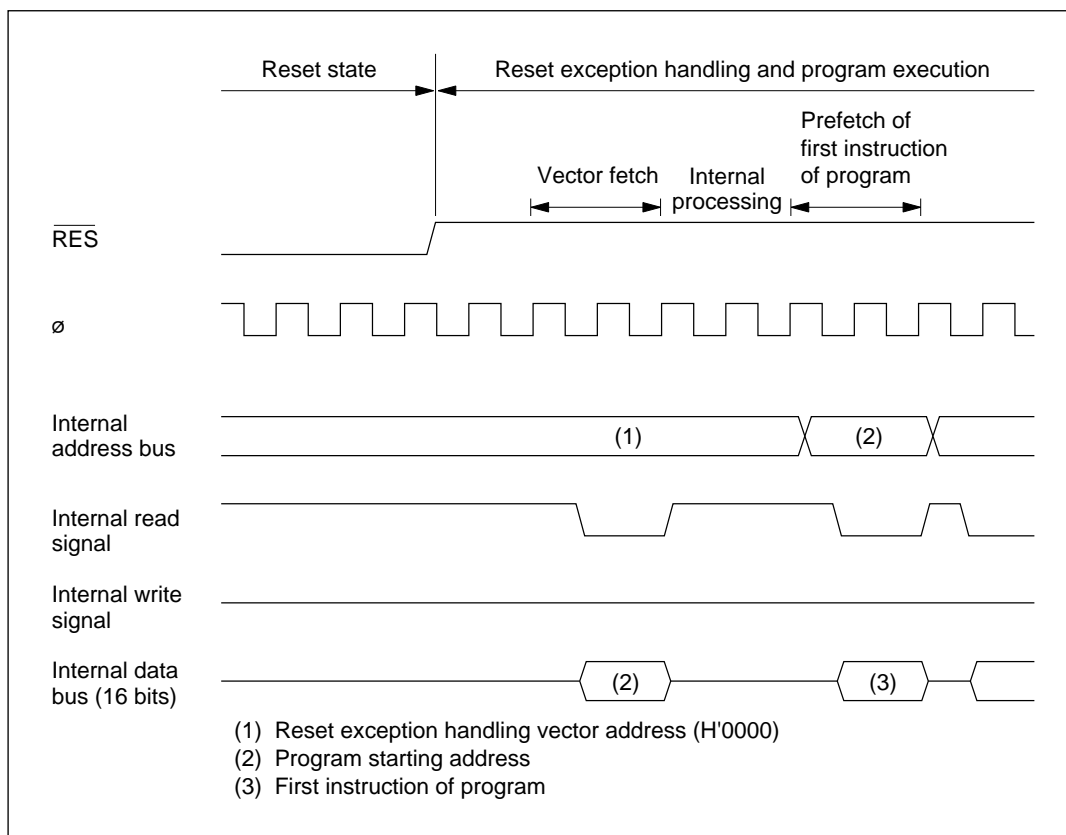 Reset state
Reset exception handling and program execution
Prefetch of
first instruction
of program
Vector fetch
Internal
processing
RES
ø
Internal
address bus
(1)
(2)
Internal read
signal
Internal write
signal
Internal data
bus (16 bits)
(2)
(3)
(1) Reset exception handling vector address (H'0000)
(2) Program starting address
(3) First instruction of program